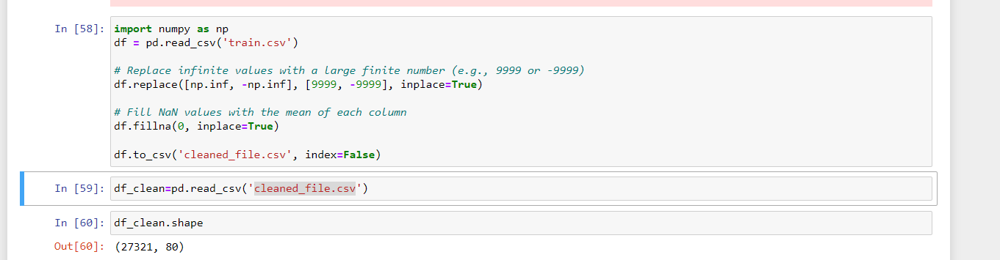 In [58]: import numpy as np
df = pd.read_csv('train.csv')
# Replace infinite values with a large finite number (e.g., 9999 or -9999)
df.replace([np.inf, -np.inf], [9999, -9999], inplace=True)
# Fill NaN values with the mean of each column
df.fillna(0, inplace=True)
df.to_csv('cleaned_file.csv', index=False)
In [59]: df_clean=pd.read_csv('cleaned_file.csv')
In [60]: df_clean.shape
Out[60]: (27321, 80)